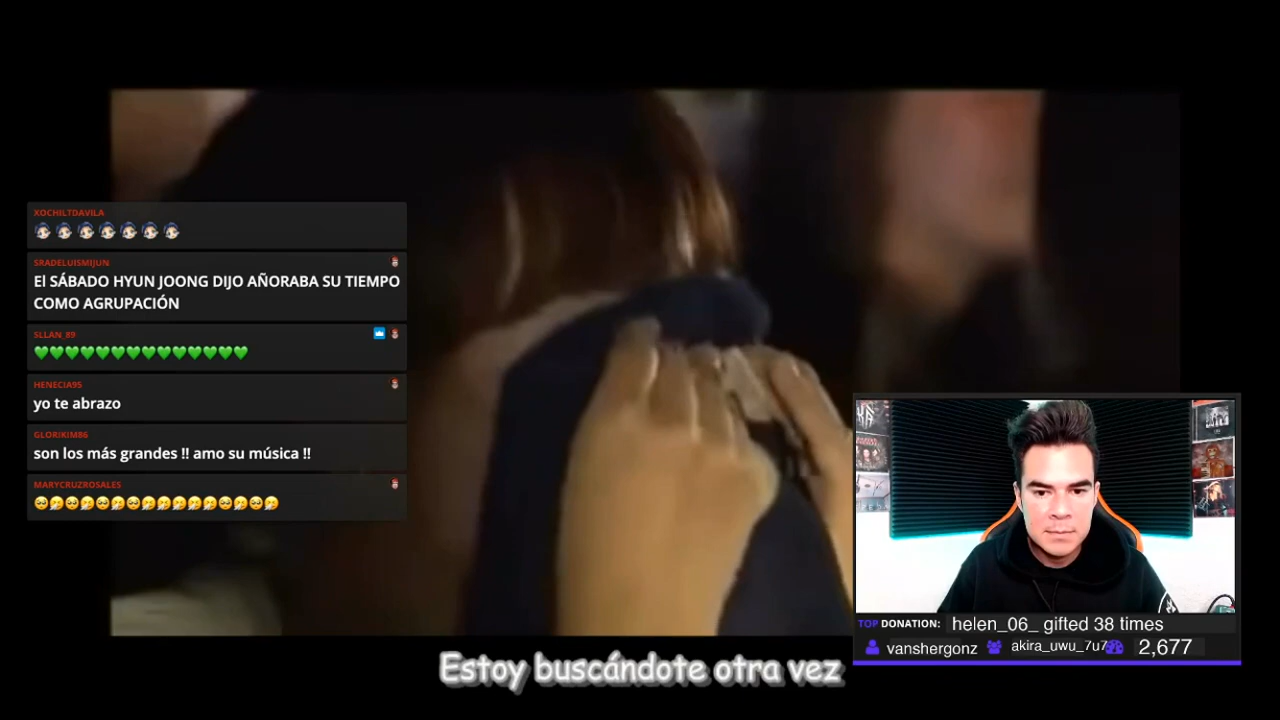 XOCHILTDAVILA
SRADELUISMIJUN
El SÁBADO HYUN JOONG DIJO AÑORABA SU TIEMPO
COMO AGRUPACIÓN
SLLAN_89
HENECIA95
yo te abrazo
GLORIKIM86
son los más grandes !! amo su música !!
MARYCRUZROSALES
TOP DONATION: helen_06_ gifted 38 times
vanshergonz akira_uwu_7u7 2,677
Estoy buscándote otra vez